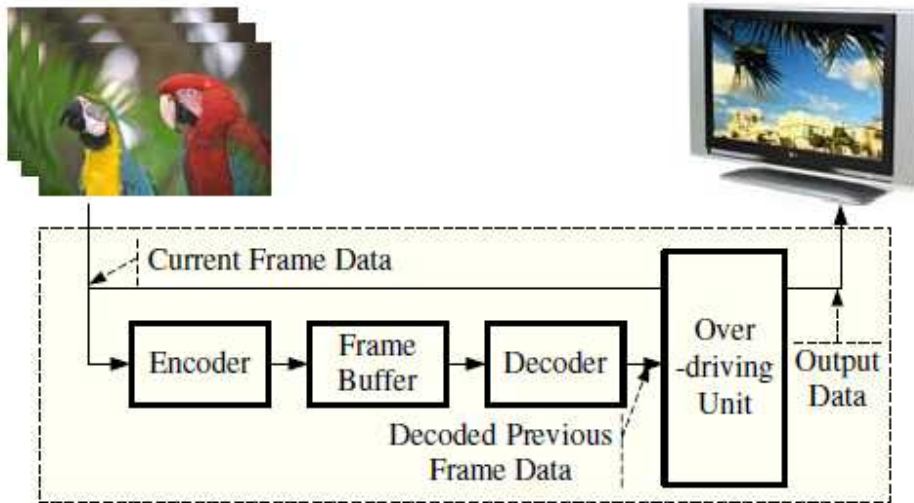 Current Frame Data
Encoder
Frame
Buffer
Decoder
Over
-driving
Unit
Output
Data
Decoded Previous
Frame Data